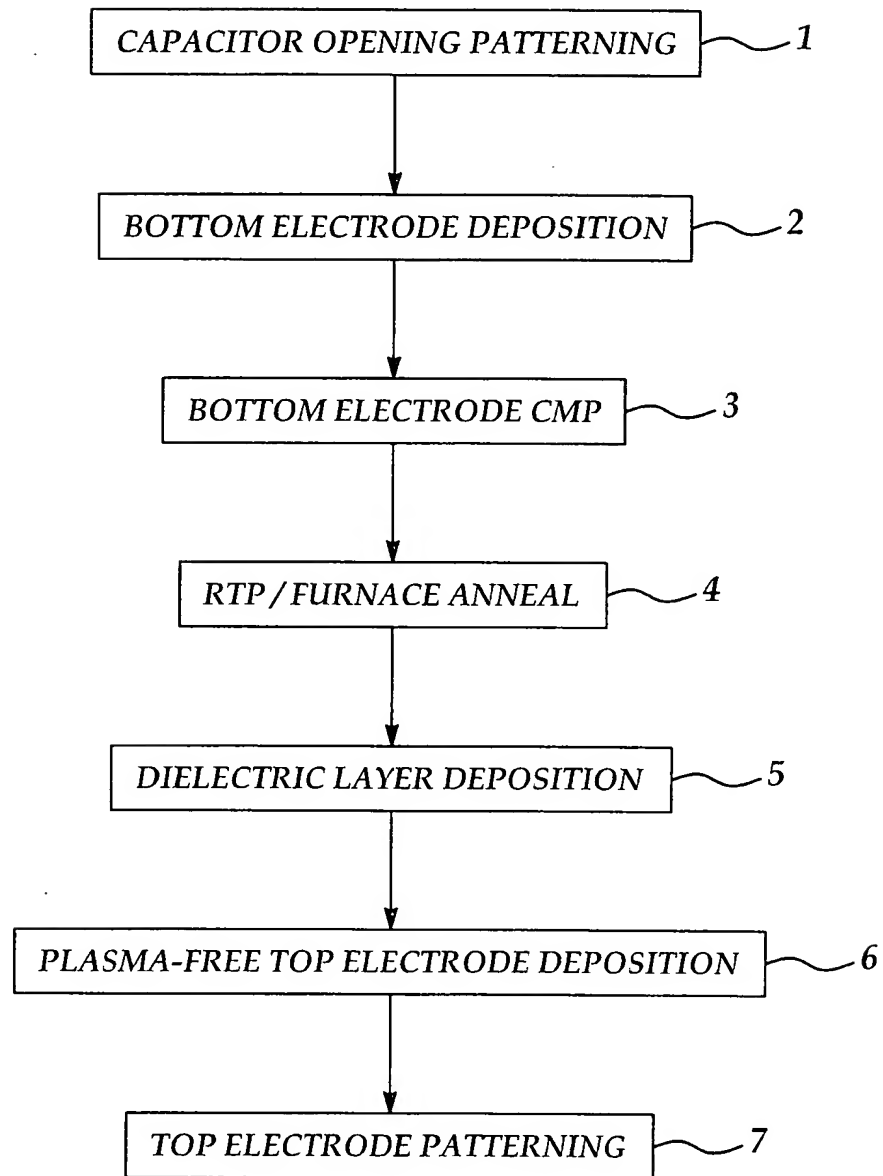 CAPACITOR OPENING PATTERNING 1
BOTTOM ELECTRODE DEPOSITION 2
BOTTOM ELECTRODE CMP 3
RTP / FURNACE ANNEAL 4
DIELECTRIC LAYER DEPOSITION 5
PLASMA-FREE TOP ELECTRODE DEPOSITION 6
TOP ELECTRODE PATTERNING 7